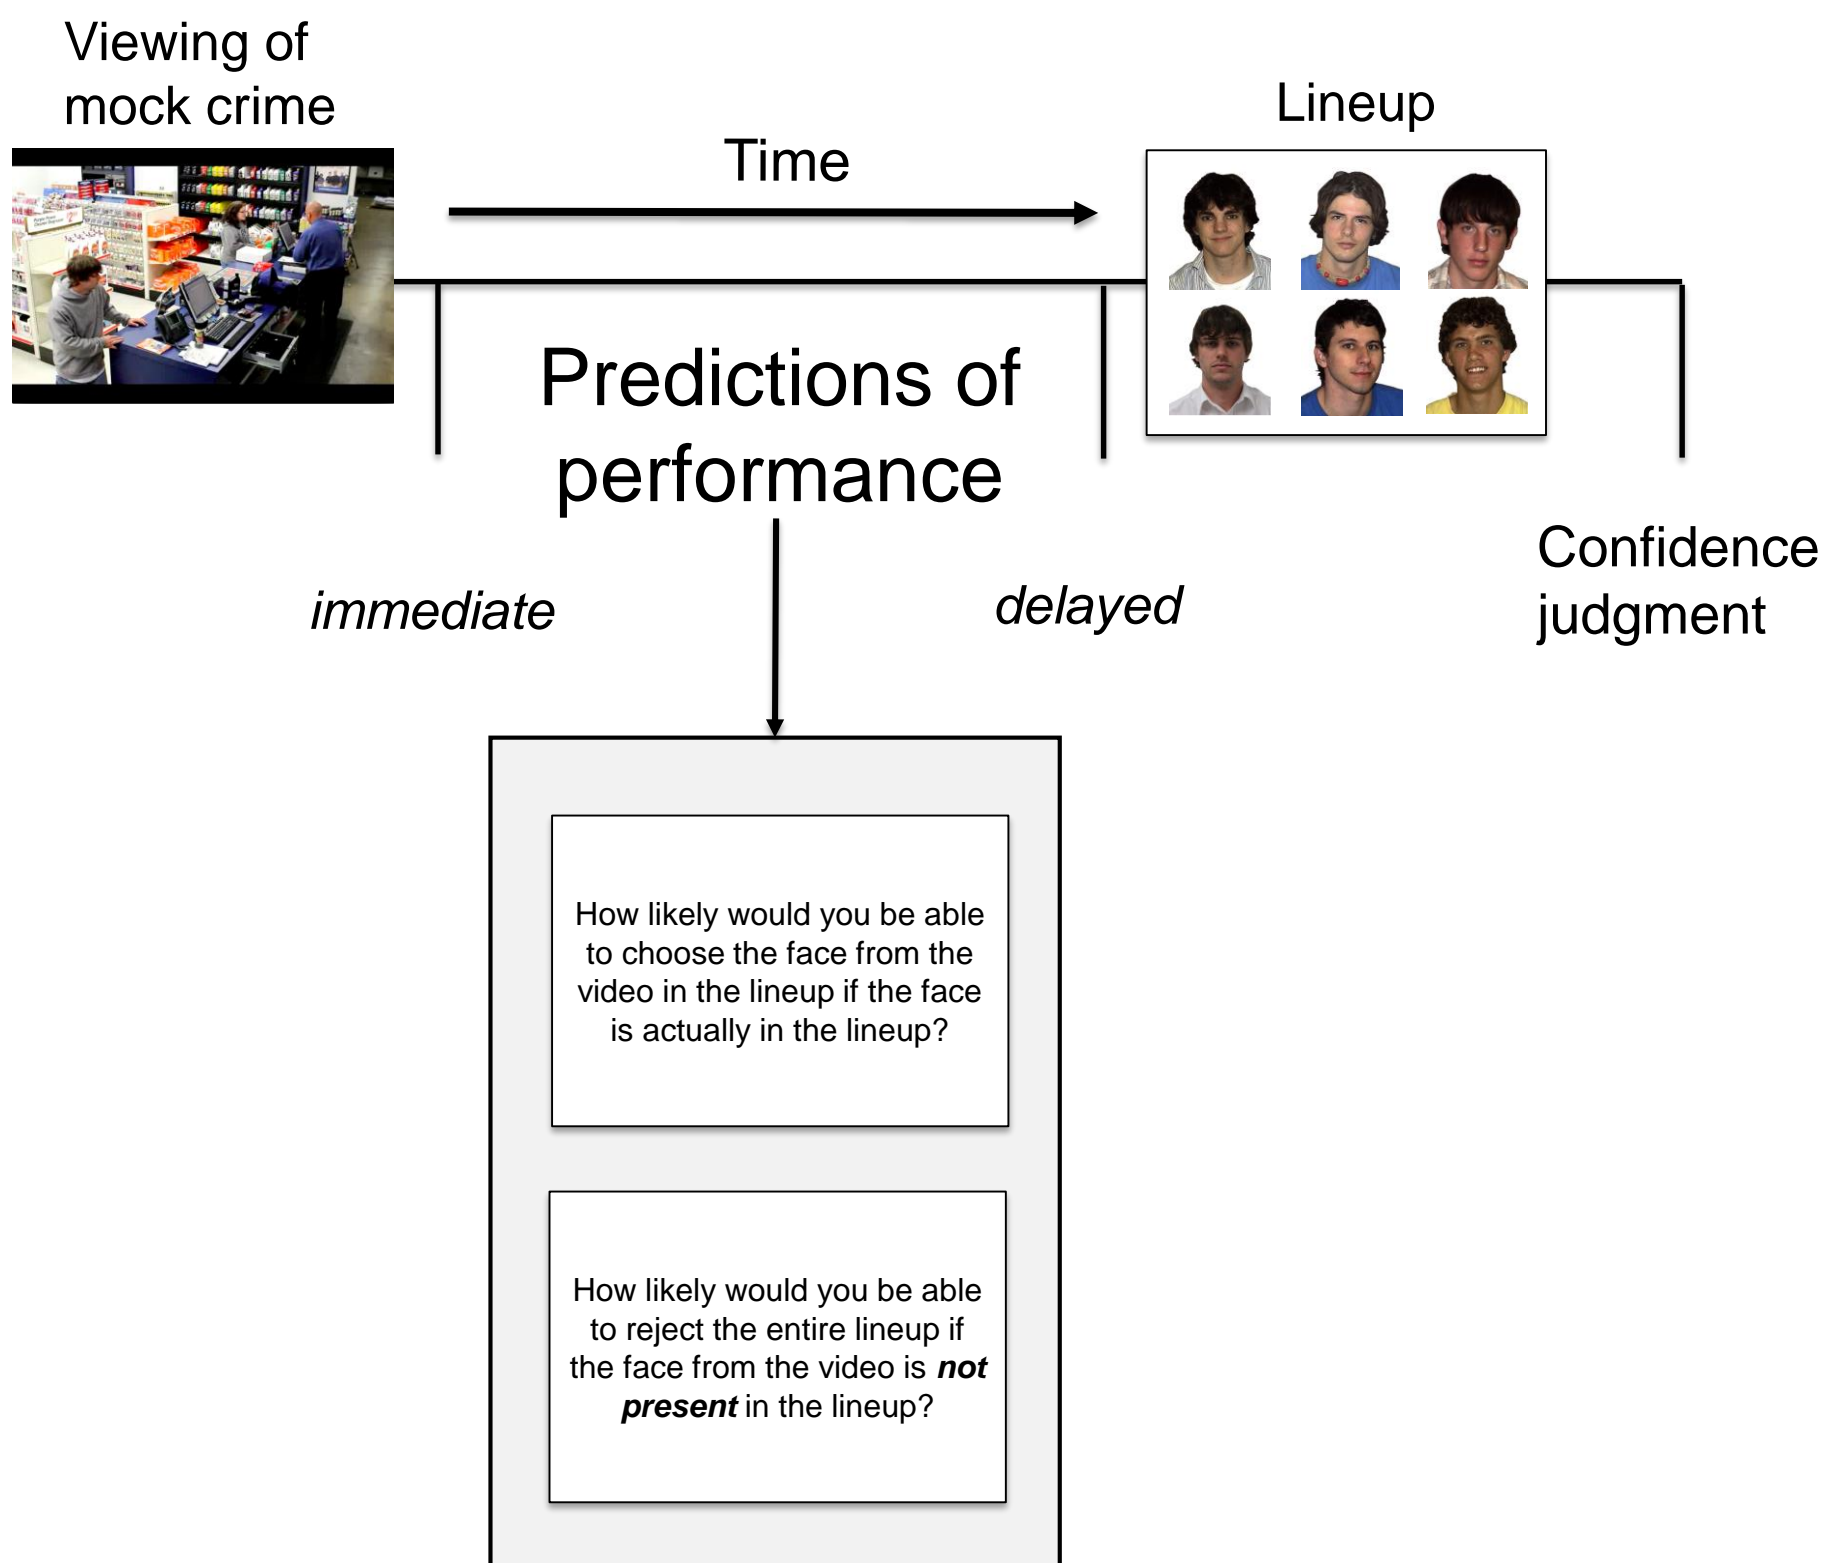 Viewing of
mock crime
Time
Lineup
Predictions of
performance
immediate
delayed
Confidence
judgment
How likely would you be able
to choose the face from the
video in the lineup if the face
is actually in the lineup?
How likely would you be able
to reject the entire lineup if
the face from the video is not
present in the lineup?